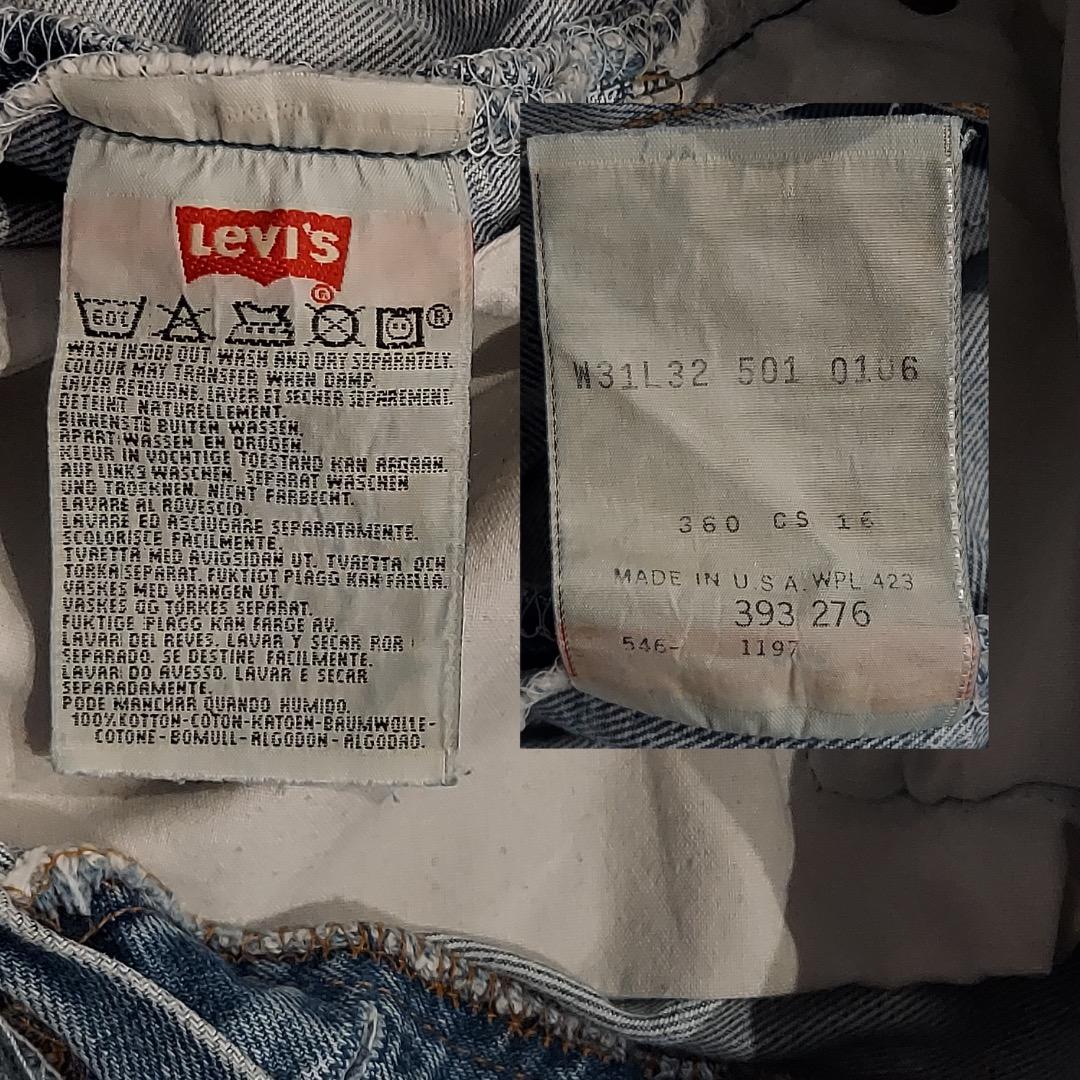 Levi's
®
60C
®
WASH INSIDE OUT. WASH AND DRY SEPARATELY.
COLOUR MAY TRANSFER WHEN DAMP.
LAVER RETOURNE. LAVER ET SECHER SEPAREMENT.
DETEINT NATURELLEMENT.
BINNENSTE BUITEN WASSEN.
APART WASSEN EN DROGEN.
KLEUR IN VOCHTIGE TOESTAND KAN AFGAAN.
AUF LINKS WASCHEN. SEPARAT WASCHEN
UND TROCKNEN. NICHT FARBECHT.
LAVARE AL ROVESCIO.
LAVARE ED ASCIUGARE SEPARATAMENTE.
SCOLORISCE FACILMENTE.
TVAETTA MED AVIGSIDAN UT. TVAETTA OCH
TORKA SEPARAT. FUKTIGT PLAGG KAN FAELLA.
VASKES MED VRANGEN UT.
VASKES OG TØRKES SEPARAT.
FUKTIGE PLAGG KAN FARGE AV.
LAVAR DEL REVES. LAVAR Y SECAR POR
SEPARADO. SE DESTINE FACILMENTE.
LAVAR DO AVESSO. LAVAR E SECAR
SEPARADAMENTE.
PODE MANCHAR QUANDO HUMIDO.
100% KOTTON-COTON-KATOEN-BAUMWOLLE-
COTONE-BOMULL-ALGODON-ALGODAO.
W31L32 501 0106
360 CS 16
MADE IN U.S.A. WPL 423
393 276
546- 1197